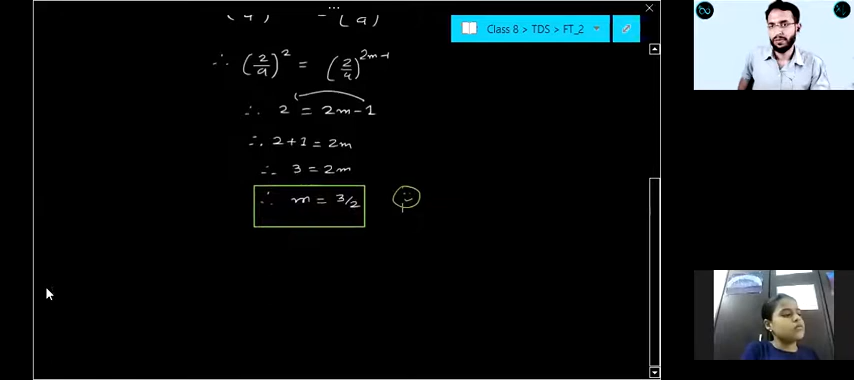 Class 8 > TDS > FT_2
∴ (2/9)² = (2/4)^2m-1
∴ 2 = 2m-1
∴ 2+1 = 2m
∴ 3 = 2m
∴ m = 3/2